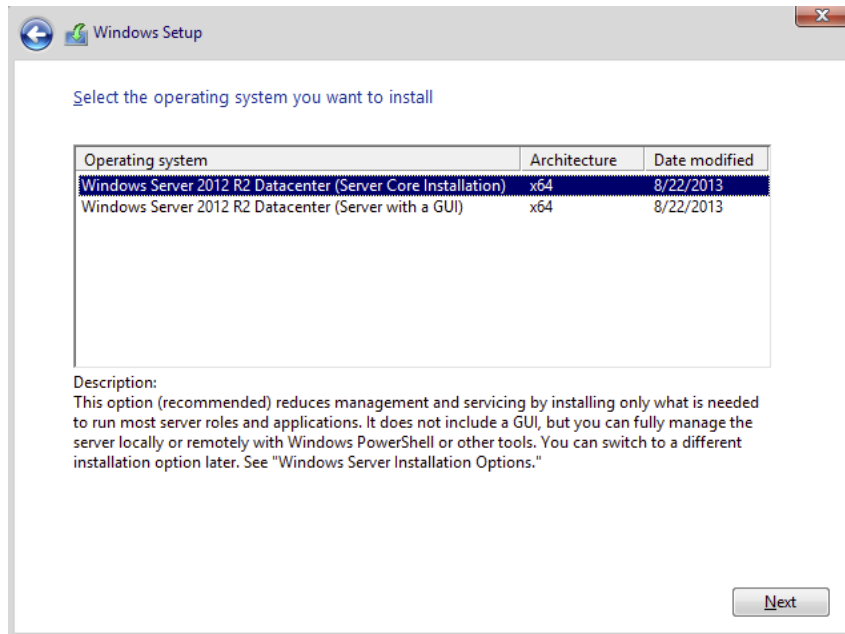 Windows Setup
Select the operating system you want to install
Operating system Architecture Date modified
Windows Server 2012 R2 Datacenter (Server Core Installation) x64 8/22/2013
Windows Server 2012 R2 Datacenter (Server with a GUI) x64 8/22/2013
Description:
This option (recommended) reduces management and servicing by installing only what is needed
to run most server roles and applications. It does not include a GUI, but you can fully manage the
server locally or remotely with Windows PowerShell or other tools. You can switch to a different
installation option later. See "Windows Server Installation Options."
Next